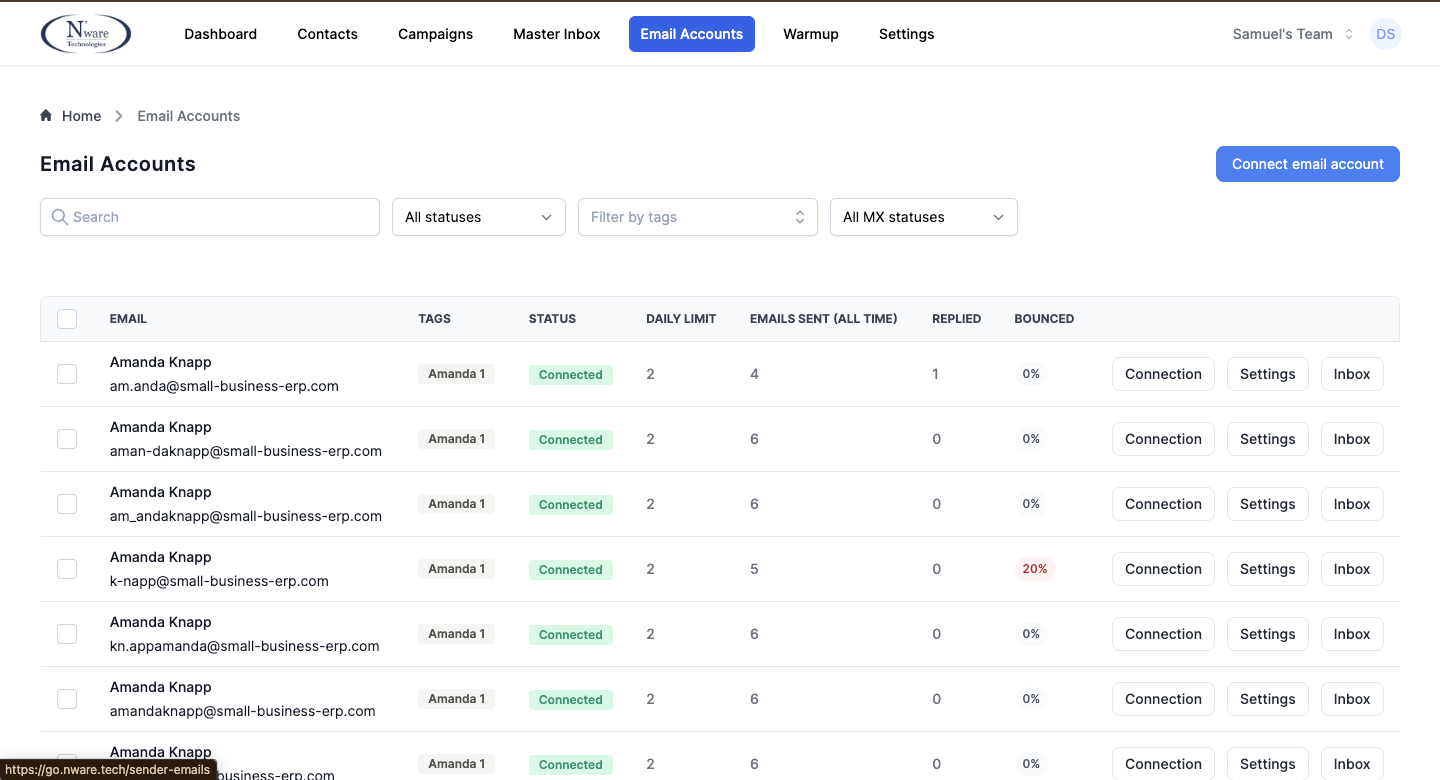 N'ware
Technologies
Dashboard Contacts Campaigns Master Inbox Email Accounts Warmup Settings Samuel's Team DS
Home Email Accounts
Email Accounts
Connect email account
Search All statuses Filter by tags All MX statuses
EMAIL TAGS STATUS DAILY LIMIT EMAILS SENT (ALL TIME) REPLIED BOUNCED
Amanda Knapp
am.anda@small-business-erp.com
Amanda 1 Connected 2 4 1 0% Connection Settings Inbox
Amanda Knapp
aman-daknapp@small-business-erp.com
Amanda 1 Connected 2 6 0 0% Connection Settings Inbox
Amanda Knapp
am_andaknapp@small-business-erp.com
Amanda 1 Connected 2 6 0 0% Connection Settings Inbox
Amanda Knapp
k-napp@small-business-erp.com
Amanda 1 Connected 2 5 0 20% Connection Settings Inbox
Amanda Knapp
kn.appamanda@small-business-erp.com
Amanda 1 Connected 2 6 0 0% Connection Settings Inbox
Amanda Knapp
amandaknapp@small-business-erp.com
Amanda 1 Connected 2 6 0 0% Connection Settings Inbox
Amanda Knapp
business-erp.com
Amanda 1 Connected 2 6 0 0% Connection Settings Inbox
https://go.nware.tech/sender-emails